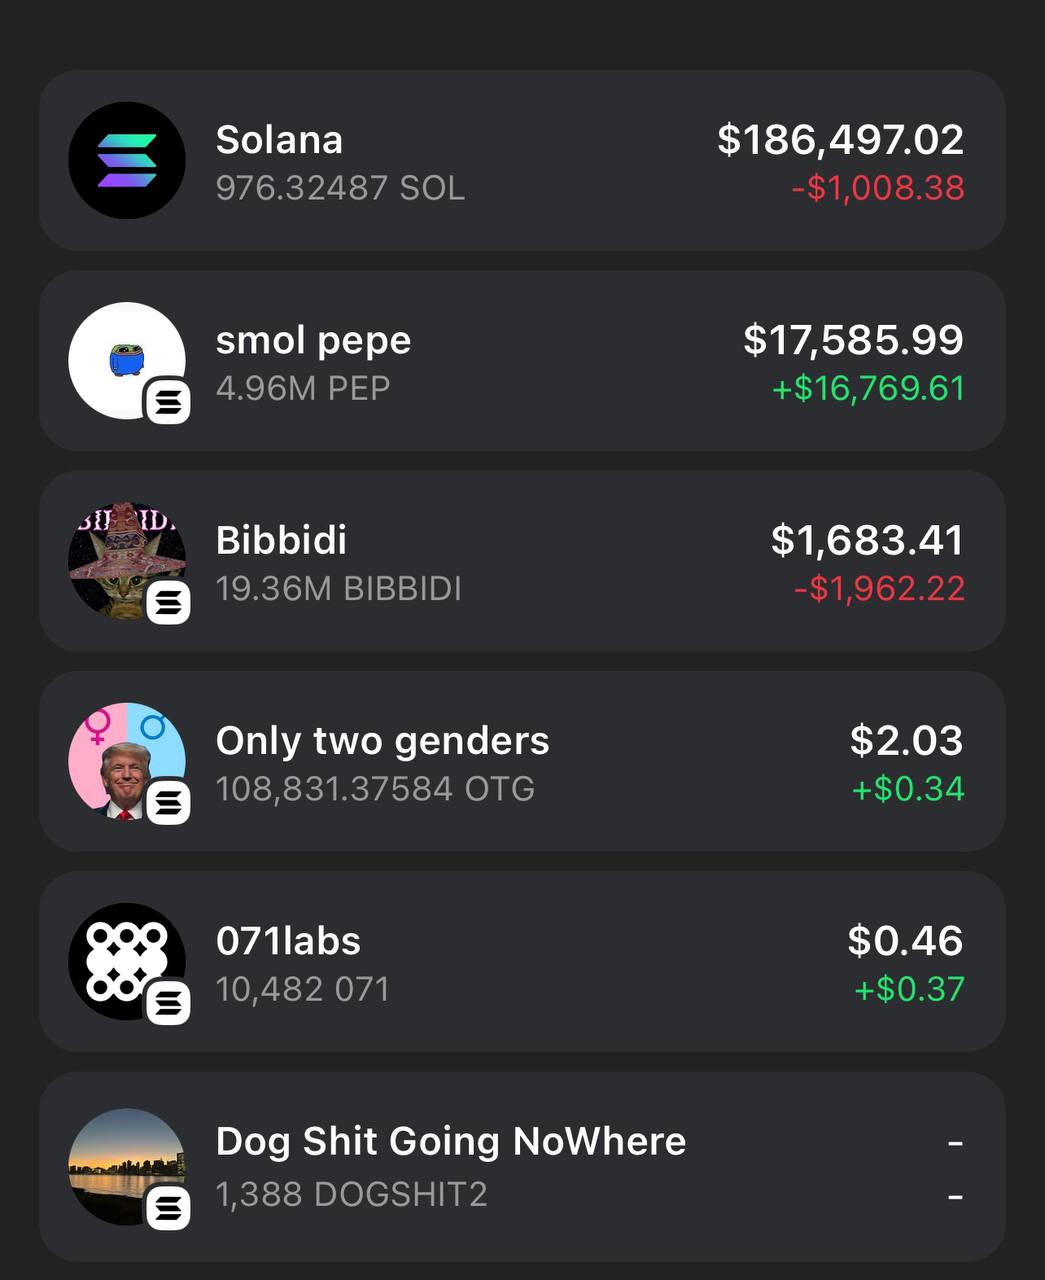 Solana
$186,497.02
976.32487 SOL
-$1,008.38
smol pepe
$17,585.99
4.96M PEP
+$16,769.61
Bibbidi
$1,683.41
19.36M BIBBIDI
-$1,962.22
Only two genders
$2.03
108,831.37584 OTG
+$0.34
071labs
$0.46
10,482 071
+$0.37
Dog Shit Going NoWhere
-
1,388 DOGSHIT2
-